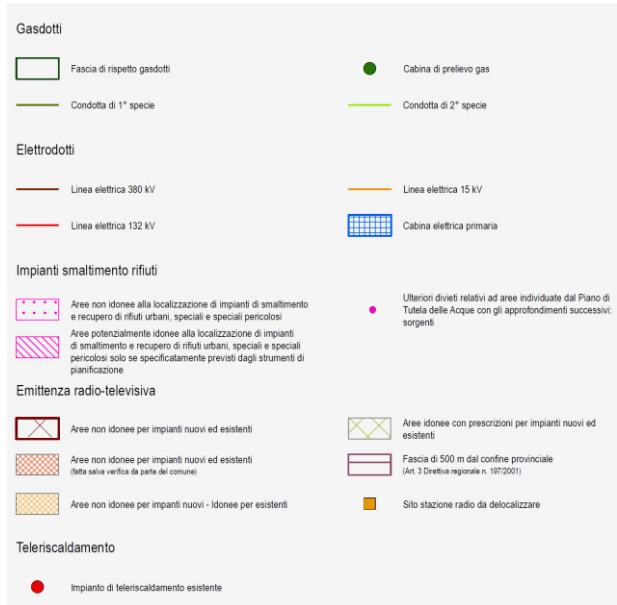 Gasdotti
Fascia di rispetto gasdotti
Cabina di prelievo gas
Condotta di 1° specie
Condotta di 2° specie
Elettrodotti
Linea elettrica 380 kV
Linea elettrica 15 kV
Linea elettrica 132 kV
Cabina elettrica primaria
Impianti smaltimento rifiuti
Aree non idonee alla localizzazione di impianti di smaltimento
e recupero di rifiuti urbani, speciali e speciali pericolosi
Ulteriori divieti relativi ad aree individuate dal Piano di
Tutela delle Acque con gli approfondimenti successivi:
sorgenti
Aree potenzialmente idonee alla localizzazione di impianti
di smaltimento e recupero di rifiuti urbani, speciali e speciali
pericolosi solo se specificatamente previsti dagli strumenti di
pianificazione
Emittenza radio-televisiva
Aree non idonee per impianti nuovi ed esistenti
Aree idonee con prescrizioni per impianti nuovi ed
esistenti
Aree non idonee per impianti nuovi ed esistenti
(fatta salva verifica da parte del comune)
Fascia di 500 m dal confine provinciale
(Art. 3 Direttiva regionale n. 197/2001)
Aree non idonee per impanti nuovi - Idonee per esistenti
Sito stazione radio da delocalizzare
Teleriscaldamento
Impianto di teleriscaldamento esistente